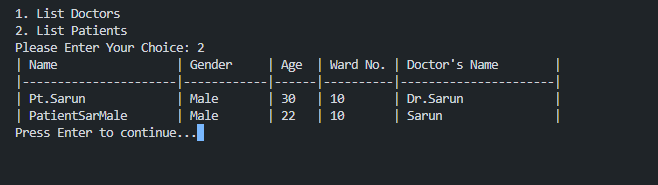 1. List Doctors
2. List Patients
Please Enter Your Choice: 2
| Name                | Gender     | Age  | Ward No. | Doctor's Name       |
|---------------------|------------|------|----------|---------------------|
| Pt.Sarun            | Male       | 30   | 10       | Dr.Sarun            |
| PatientSarMale      | Male       | 22   | 10       | Sarun               |
Press Enter to continue...